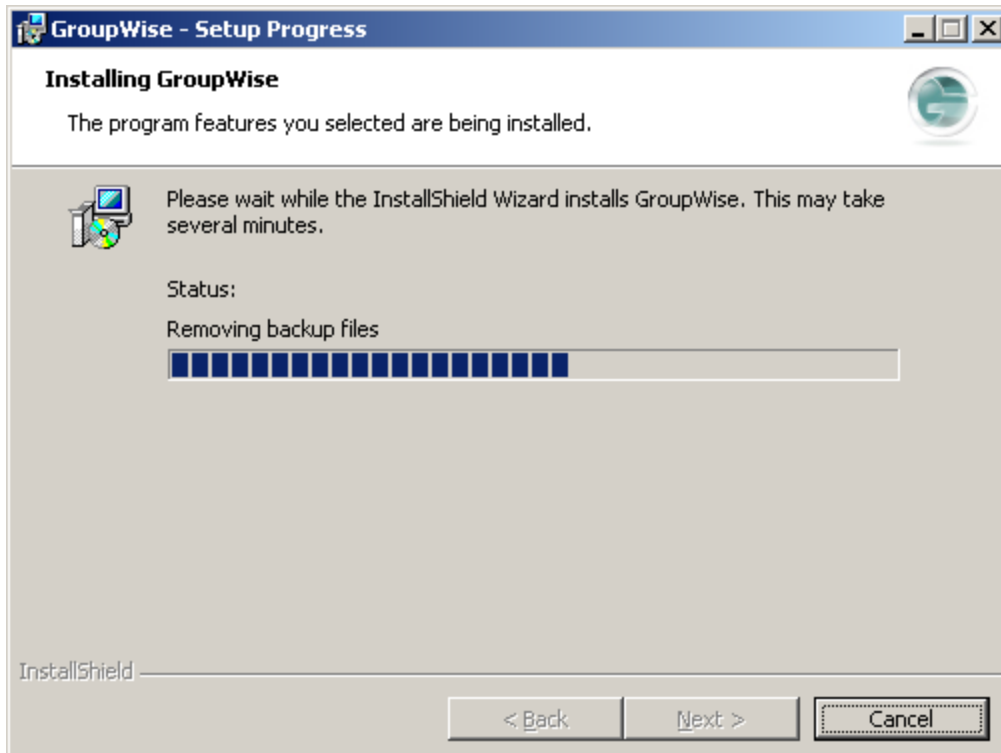 GroupWise - Setup Progress
Installing GroupWise
The program features you selected are being installed.
Please wait while the InstallShield Wizard installs GroupWise. This may take
several minutes.
Status:
Removing backup files
InstallShield
< Back
Next >
Cancel